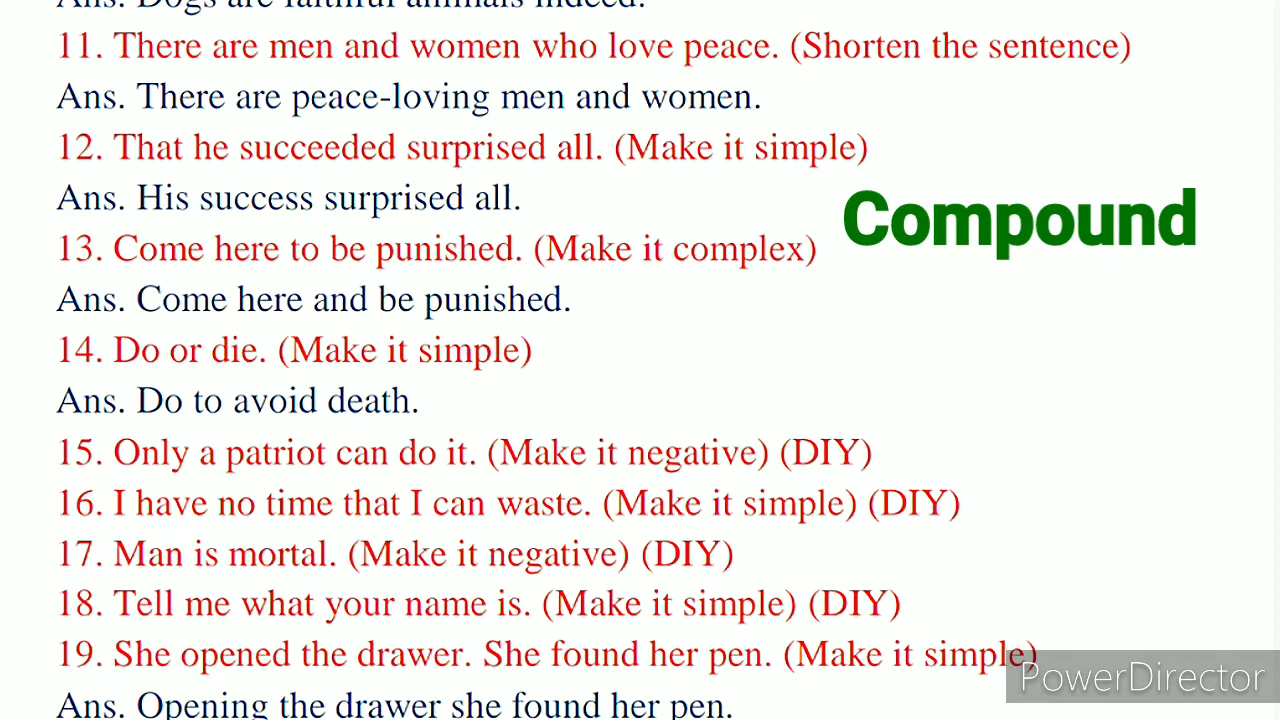 Ans. Dogs are faithful animals indeed.
11. There are men and women who love peace. (Shorten the sentence)
Ans. There are peace-loving men and women.
12. That he succeeded surprised all. (Make it simple)
Ans. His success surprised all.
Compound
13. Come here to be punished. (Make it complex)
Ans. Come here and be punished.
14. Do or die. (Make it simple)
Ans. Do to avoid death.
15. Only a patriot can do it. (Make it negative) (DIY)
16. I have no time that I can waste. (Make it simple) (DIY)
17. Man is mortal. (Make it negative) (DIY)
18. Tell me what your name is. (Make it simple) (DIY)
19. She opened the drawer. She found her pen. (Make it simple)
PowerDirector
Ans. Opening the drawer she found her pen.